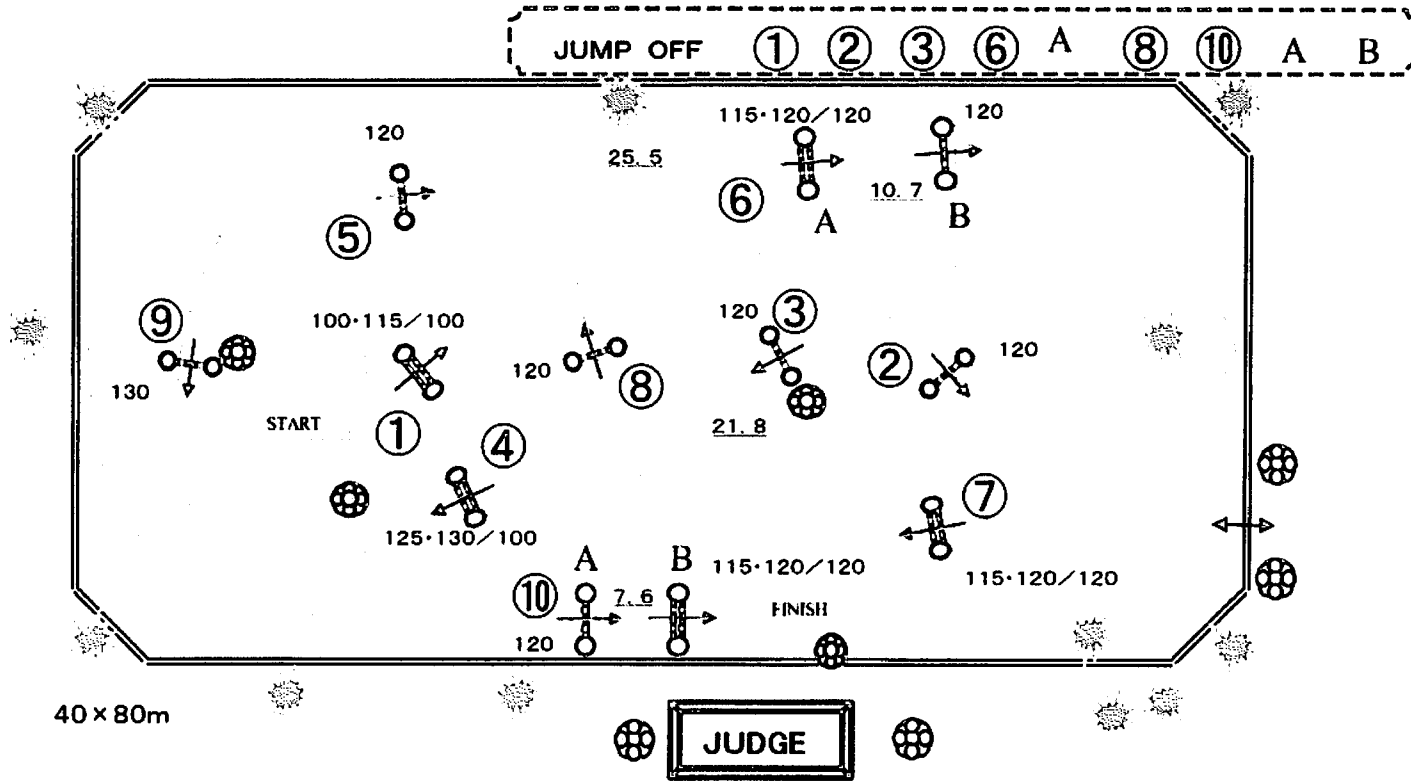 JUMP OFF ① ② ③ ⑥ A ⑧ ⑩ A B
115・120/120
120
120
25.5
⑥
10.7
A
B
⑤
⑨
100・115/100
120
③
130
120
⑧
②
120
START
①
④
21.8
⑦
125・130/100
A
B
115・120/120
115・120/120
⑩
7.6
FINISH
120
40×80m
JUDGE